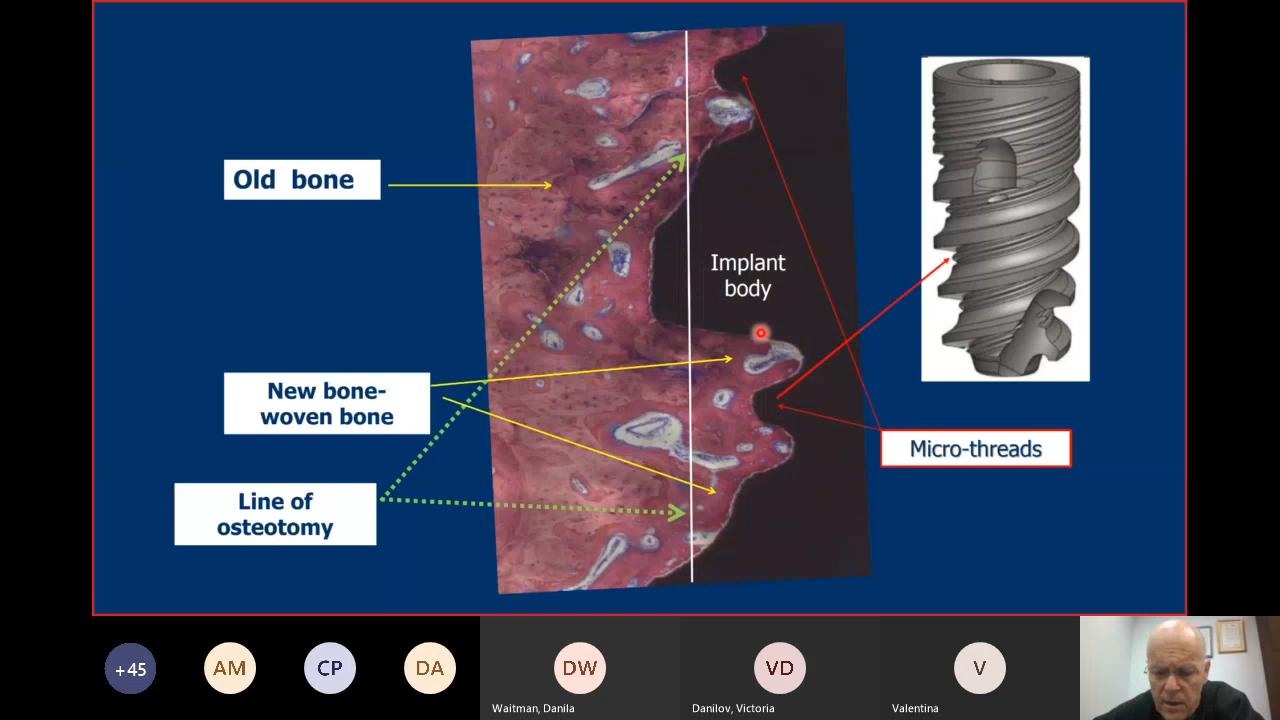 Old bone
Implant
body
New bone-
woven bone
Micro-threads
Line of
osteotomy
+45
AM
CP
DA
DW
VD
V
Waitman, Danila
Danilov, Victoria
Valentina